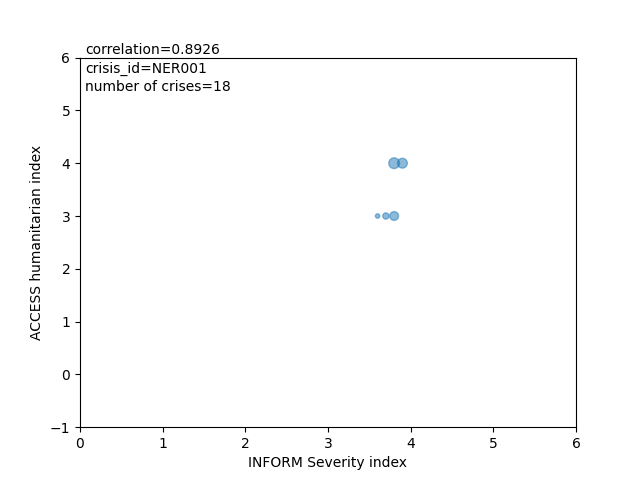 correlation=0.8926
crisis_id=NER001
number of crises=18
6
5
4
3
2
1
0
−1
ACCESS humanitarian index
0 1 2 3 4 5 6
INFORM Severity index